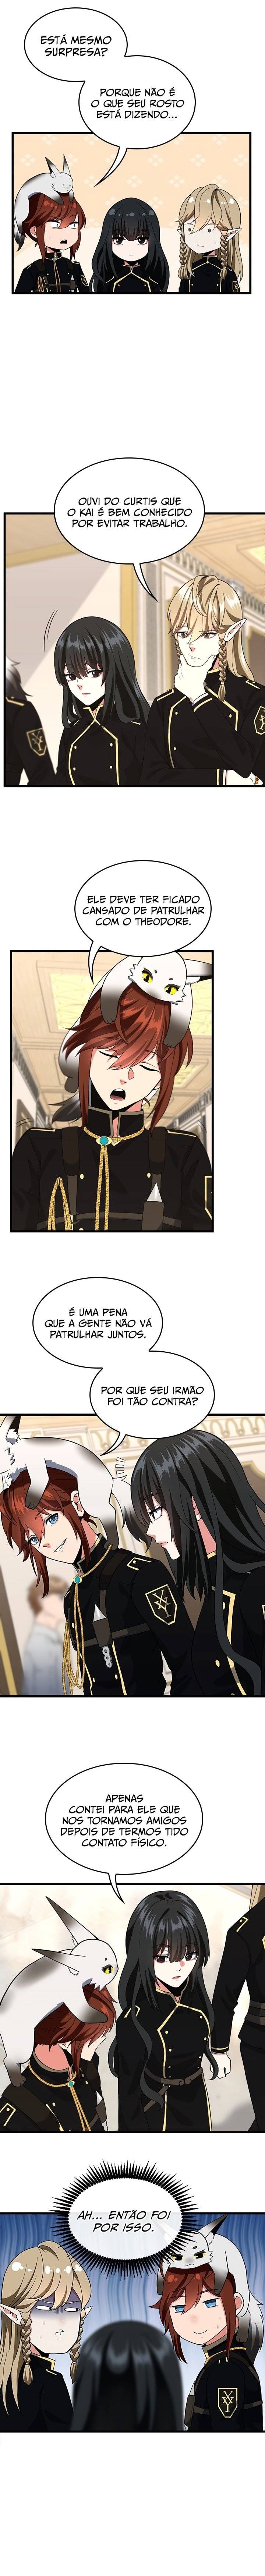 ESTÁ MESMO
SURPRESA?
PORQUE NÃO É
O QUE SEU ROSTO
ESTÁ DIZENDO...
OUVI DO CURTIS QUE
O KAI É BEM CONHECIDO
POR EVITAR TRABALHO.
ELE DEVE TER FICADO
CANSADO DE PATRULHAR
COM O THEODORE.
É UMA PENA
QUE A GENTE NÃO VÁ
PATRULHAR JUNTOS.
POR QUE SEU IRMÃO
FOI TÃO CONTRA?
APENAS
CONTEI PARA ELE QUE
NOS TORNAMOS AMIGOS
DEPOIS DE TERMOS TIDO
CONTATO FÍSICO.
AH... ENTÃO FOI
POR ISSO.